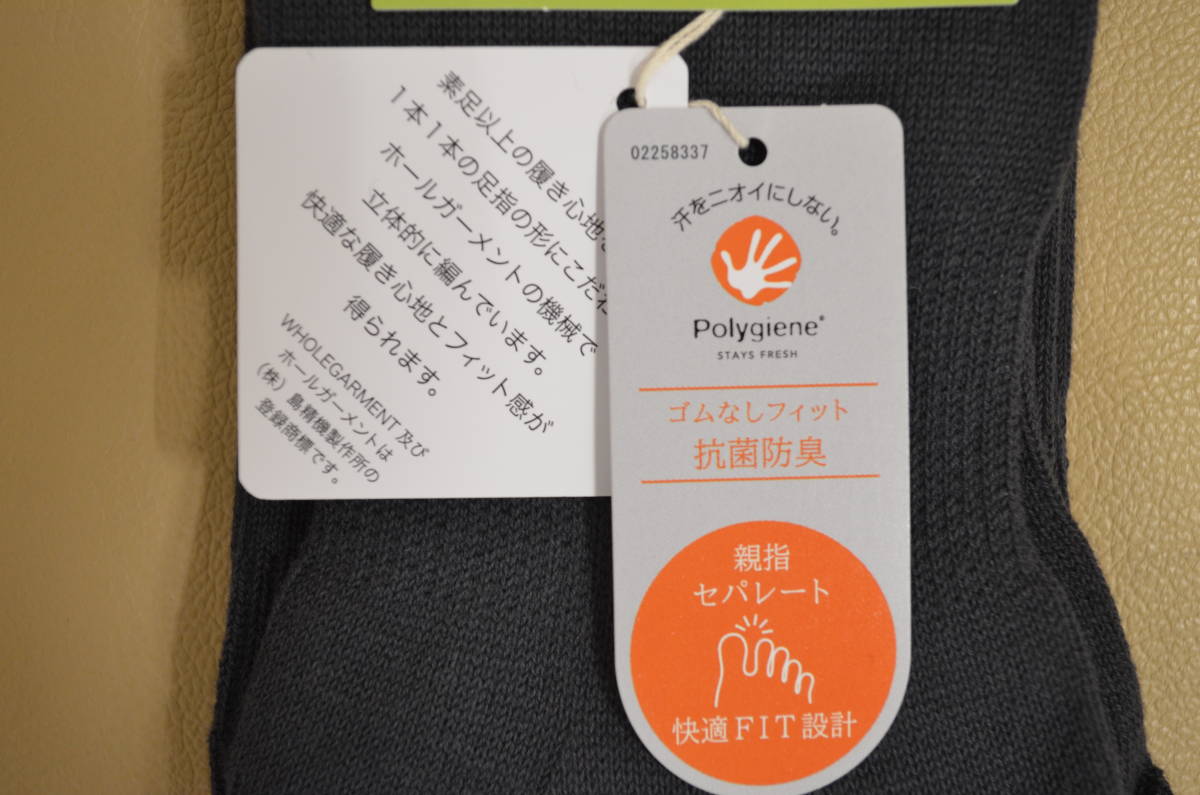 素足以上の履き心地
1本1本の足指の形にこだ
ホールガーメントの機械で
立体的に編んでいます。
快適な履き心地とフィット感が
得られます。
WHOLEGARMENT 及び
ホールガーメントは
(株)島精機製作所の
登録商標です。
02258337
汗をニオイにしない。
Polygiene®
STAYS FRESH
ゴムなしフィット
抗菌防臭
親指
セパレート
快適FIT設計